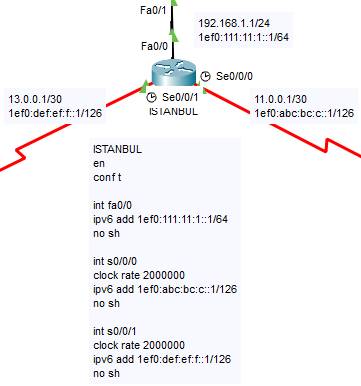 Fa0/1
192.168.1.1/24
1ef0:111:11:1::1/64
Fa0/0
Se0/0/0
13.0.0.1/30
1ef0:def:ef:f::1/126
Se0/0/1
ISTANBUL
11.0.0.1/30
1ef0:abc:bc:c::1/126
ISTANBUL
en
conf t
int fa0/0
ipv6 add 1ef0:111:11:1::1/64
no sh
int s0/0/0
clock rate 2000000
ipv6 add 1ef0:abc:bc:c::1/126
no sh
int s0/0/1
clock rate 2000000
ipv6 add 1ef0:def:ef:f::1/126
no sh